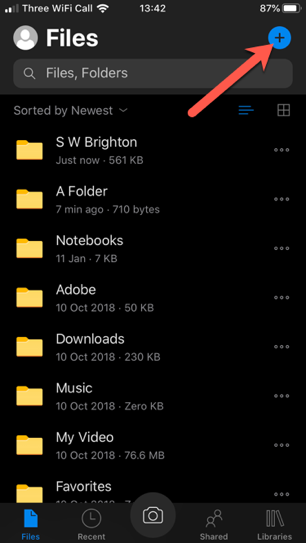 Three WiFi Call
13:42
87%
Files
Files, Folders
Sorted by Newest
S W Brighton
Just now · 561 KB
A Folder
7 min ago · 710 bytes
Notebooks
11 Jan · 7 KB
Adobe
10 Oct 2018 · 50 KB
Downloads
10 Oct 2018 · 230 KB
Music
10 Oct 2018 · Zero KB
My Video
10 Oct 2018 · 76.6 MB
Favorites
10 Oct 2018 · Zero KB
Files
Recent
Shared
Libraries